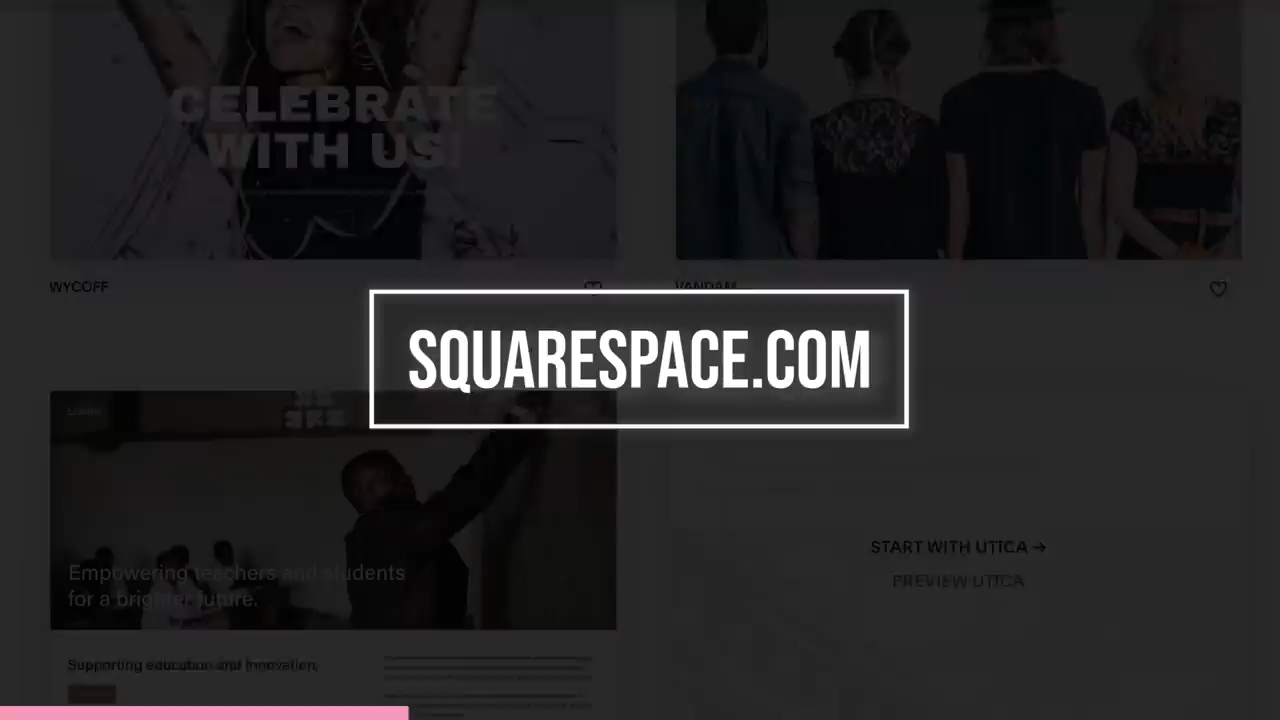 CELEBRATE
WITH US!
WYCOFF
VANDAM
SQUARESPACE.COM
Empowering teachers and students
for a brighter future.
START WITH UTICA →
PREVIEW UTICA
Supporting education and innovation.